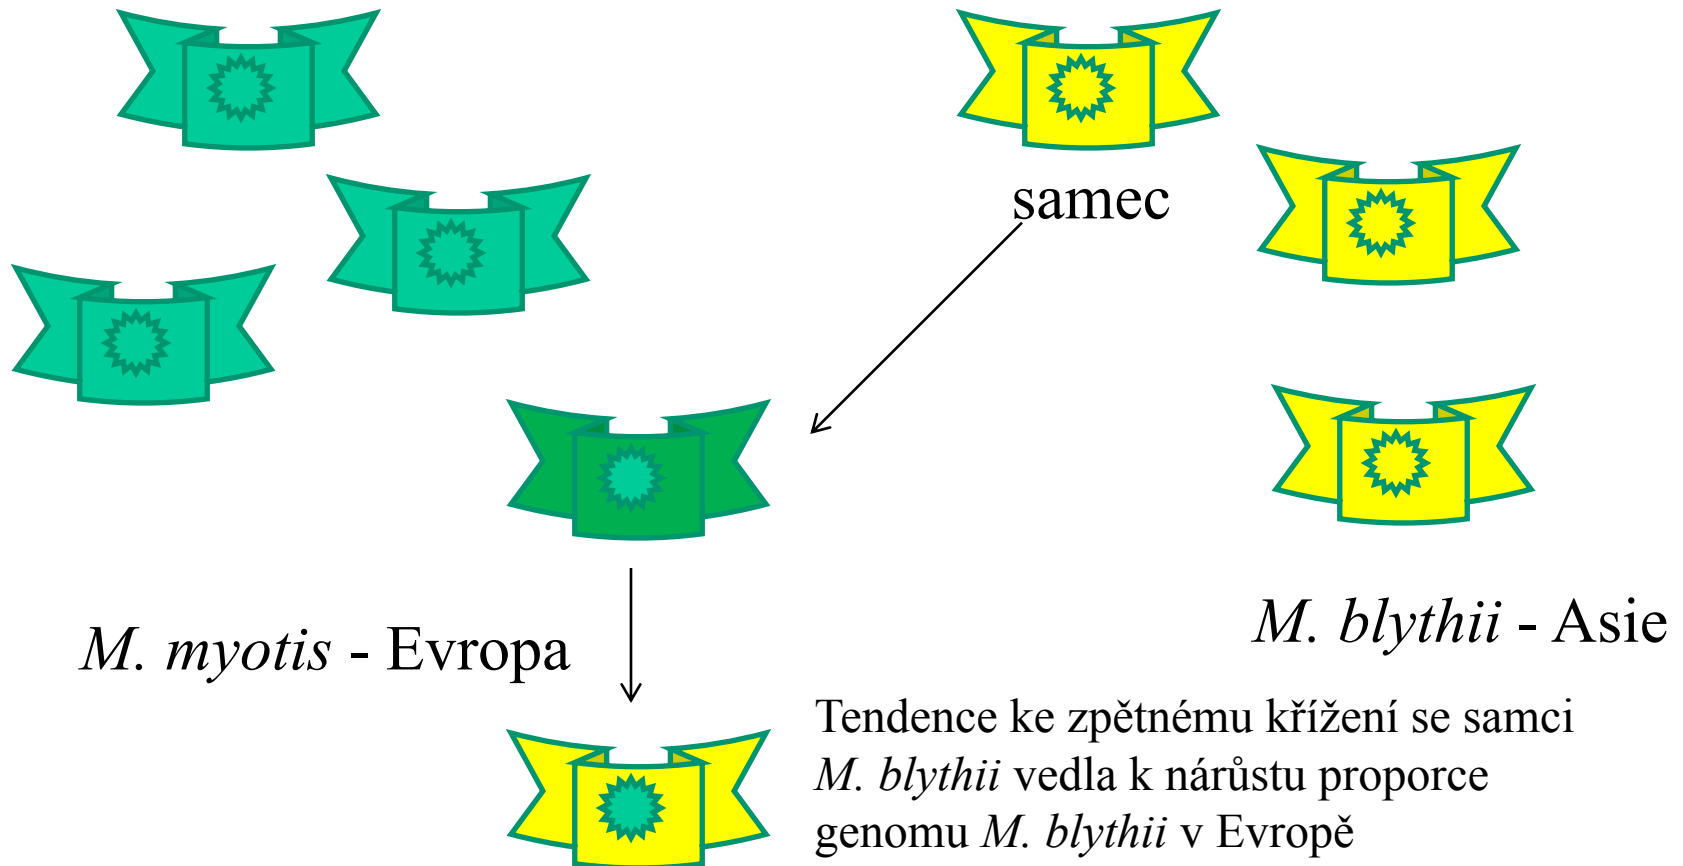 samec
M. blythii - Asie
M. myotis - Evropa
Tendence ke zpětnému křížení se samci
M. blythii vedla k nárůstu proporce
genomu M. blythii v Evropě